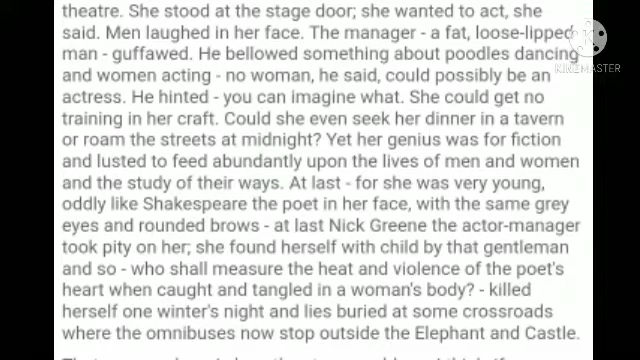 theatre. She stood at the stage door; she wanted to act, she
said. Men laughed in her face. The manager - a fat, loose-lipped
man - guffawed. He bellowed something about poodles dancing
and women acting - no woman, he said, could possibly be an
actress. He hinted - you can imagine what. She could get no
training in her craft. Could she even seek her dinner in a tavern
or roam the streets at midnight? Yet her genius was for fiction
and lusted to feed abundantly upon the lives of men and women
and the study of their ways. At last - for she was very young,
oddly like Shakespeare the poet in her face, with the same grey
eyes and rounded brows - at last Nick Greene the actor-manager
took pity on her; she found herself with child by that gentleman
and so - who shall measure the heat and violence of the poet's
heart when caught and tangled in a woman's body? - killed
herself one winter's night and lies buried at some crossroads
where the omnibuses now stop outside the Elephant and Castle.
KINEMASTER